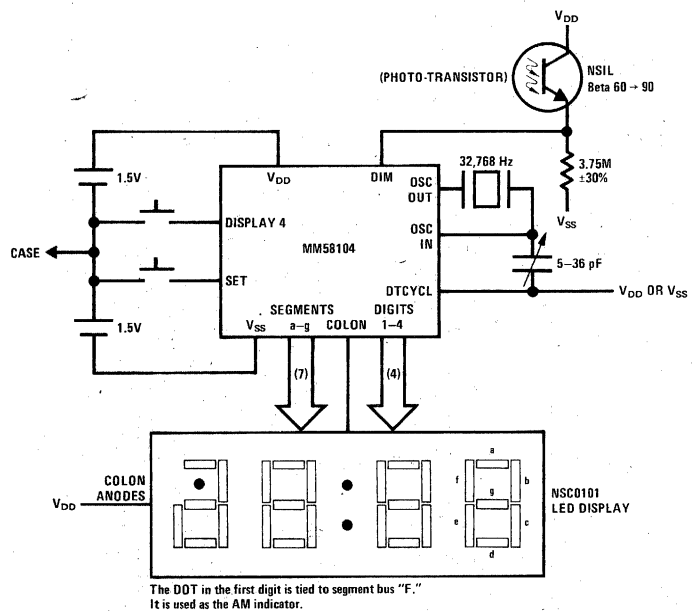 VDD
(PHOTO-TRANSISTOR)
NSIL
Beta 60 → 90
1.5V
VDD
DIM
32,768 Hz
3.75M
±30%
OSC
OUT
VSS
DISPLAY 4
CASE
MM58104
OSC
IN
5–36 pF
SET
DTCYCL
VDD OR VSS
1.5V
VSS
SEGMENTS
a–g
COLON
DIGITS
1–4
(7)
(4)
COLON
ANODES
VDD
a
f
b
g
e
c
d
NSC0101
LED DISPLAY
The DOT in the first digit is tied to segment bus "F."
It is used as the AM indicator.